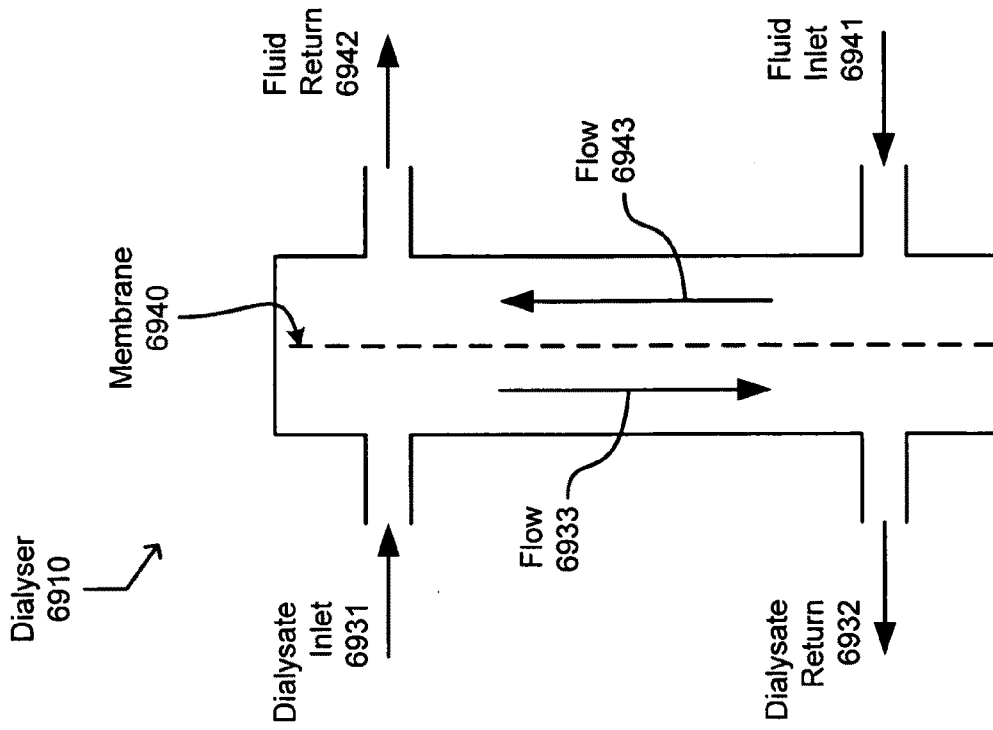 Dialyser
6910
Membrane
6940
Fluid
Return
6942
Dialysate
Inlet
6931
Flow
6943
Flow
6933
Fluid
Inlet
6941
Dialysate
Return
6932